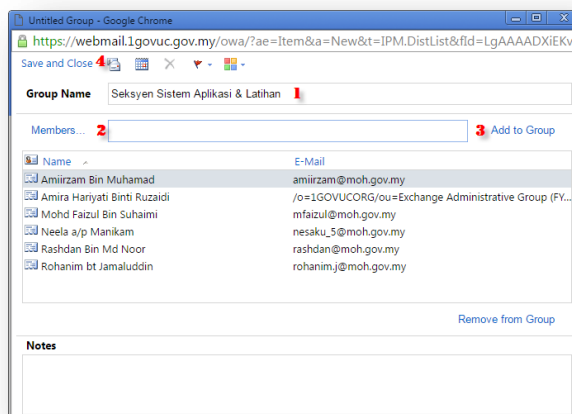 Untitled Group - Google Chrome
https://webmail.1govuc.gov.my/owa/?ae=Item&a=New&t=IPM.DistList&fId=LgAAAADXiEKv
Save and Close 4
Group Name Seksyen Sistem Aplikasi & Latihan 1
Members... 2 3 Add to Group
Name E-Mail
Amiirzam Bin Muhamad amiirzam@moh.gov.my
Amira Hariyati Binti Ruzaidi /o=1GOVUCORG/ou=Exchange Administrative Group (FY...
Mohd Faizul Bin Suhaimi mfaizul@moh.gov.my
Neela a/p Manikam nesaku_5@moh.gov.my
Rashdan Bin Md Noor rashdan@moh.gov.my
Rohanim bt Jamaluddin rohanim.j@moh.gov.my
Remove from Group
Notes